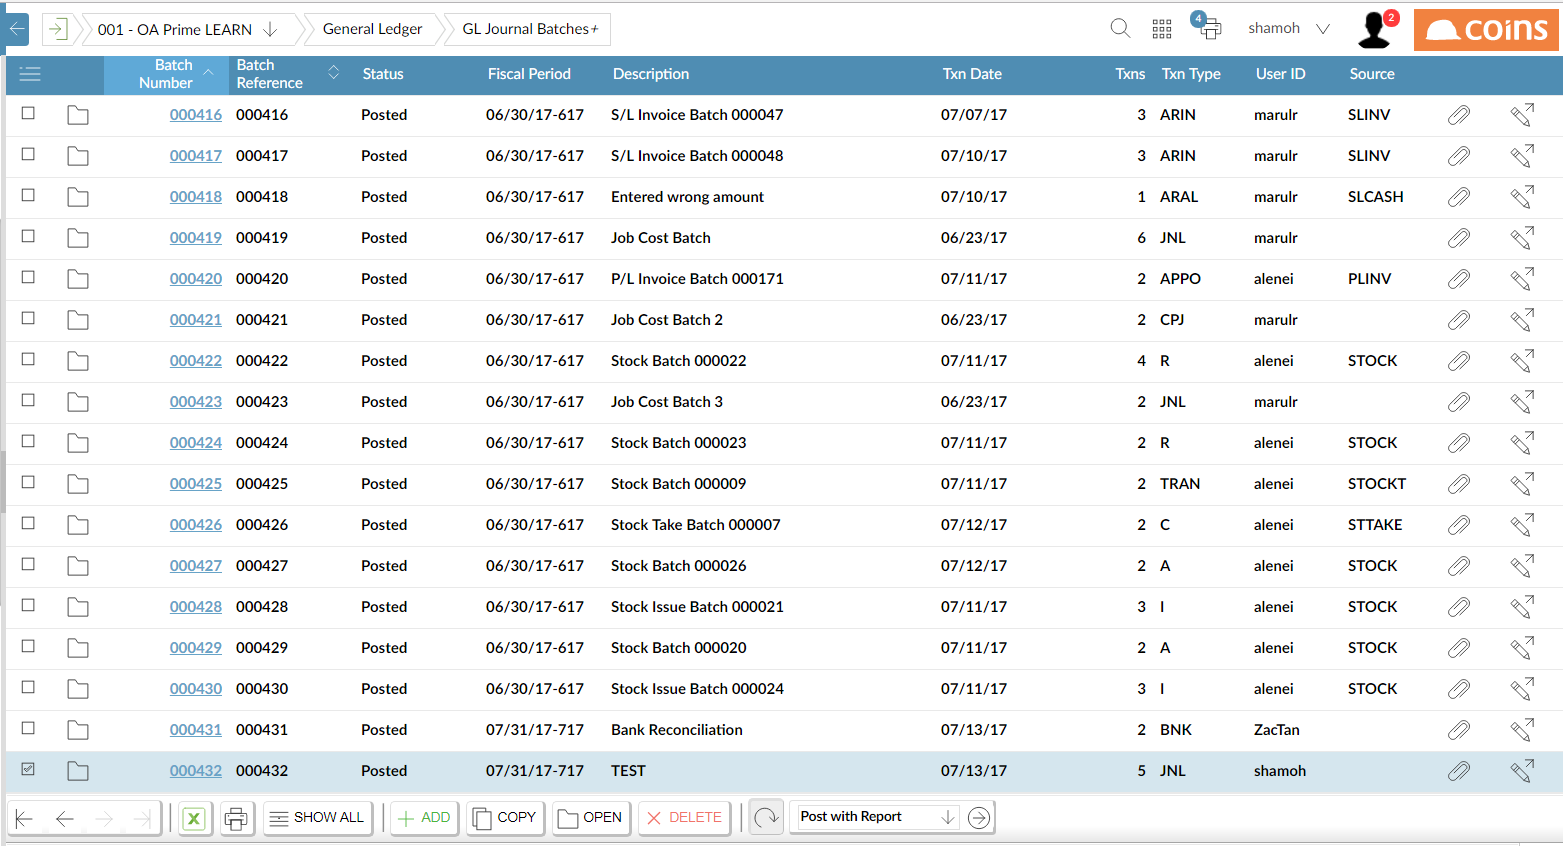 001 - OA Prime LEARN General Ledger GL Journal Batches+ 4 shamoh 2 coins
Batch Number Batch Reference Status Fiscal Period Description Txn Date Txns Txn Type User ID Source
000416 000416 Posted 06/30/17-617 S/L Invoice Batch 000047 07/07/17 3 ARIN marulr SLINV
000417 000417 Posted 06/30/17-617 S/L Invoice Batch 000048 07/10/17 3 ARIN marulr SLINV
000418 000418 Posted 06/30/17-617 Entered wrong amount 07/10/17 1 ARAL marulr SLCASH
000419 000419 Posted 06/30/17-617 Job Cost Batch 06/23/17 6 JNL marulr
000420 000420 Posted 06/30/17-617 P/L Invoice Batch 000171 07/11/17 2 APPO alenei PLINV
000421 000421 Posted 06/30/17-617 Job Cost Batch 2 06/23/17 2 CPJ marulr
000422 000422 Posted 06/30/17-617 Stock Batch 000022 07/11/17 4 R alenei STOCK
000423 000423 Posted 06/30/17-617 Job Cost Batch 3 06/23/17 2 JNL marulr
000424 000424 Posted 06/30/17-617 Stock Batch 000023 07/11/17 2 R alenei STOCK
000425 000425 Posted 06/30/17-617 Stock Batch 000009 07/11/17 2 TRAN alenei STOCKT
000426 000426 Posted 06/30/17-617 Stock Take Batch 000007 07/12/17 2 C alenei STTAKE
000427 000427 Posted 06/30/17-617 Stock Batch 000026 07/12/17 2 A alenei STOCK
000428 000428 Posted 06/30/17-617 Stock Issue Batch 000021 07/11/17 3 I alenei STOCK
000429 000429 Posted 06/30/17-617 Stock Batch 000020 07/11/17 2 A alenei STOCK
000430 000430 Posted 06/30/17-617 Stock Issue Batch 000024 07/11/17 3 I alenei STOCK
000431 000431 Posted 07/31/17-717 Bank Reconciliation 07/13/17 2 BNK ZacTan
000432 000432 Posted 07/31/17-717 TEST 07/13/17 5 JNL shamoh
X SHOW ALL ADD COPY OPEN DELETE Post with Report